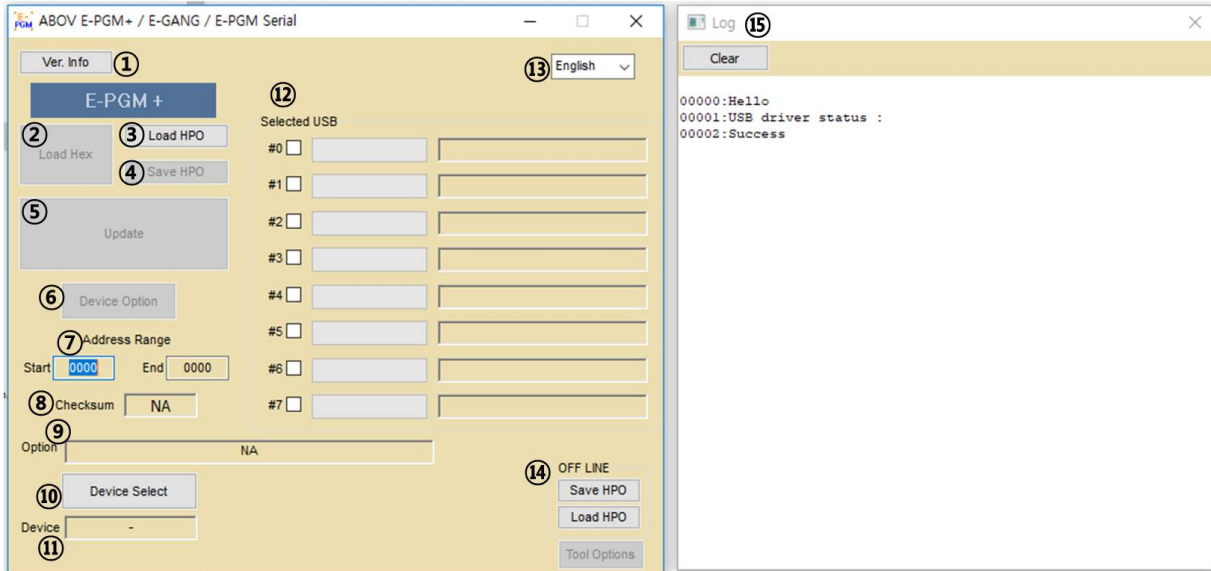 E-PGM ABOV E-PGM+ / E-GANG / E-PGM Serial
Ver. Info ①
⑬ English
E-PGM +
② Load Hex
③ Load HPO
④ Save HPO
⑤ Update
⑥ Device Option
⑦ Address Range
Start 0000 End 0000
⑧ Checksum NA
⑨
Option NA
⑩ Device Select
Device -
⑪
⑫
Selected USB
#0
#1
#2
#3
#4
#5
#6
#7
⑭ OFF LINE
Save HPO
Load HPO
Tool Options
Log ⑮
Clear
00000:Hello
00001:USB driver status :
00002:Success